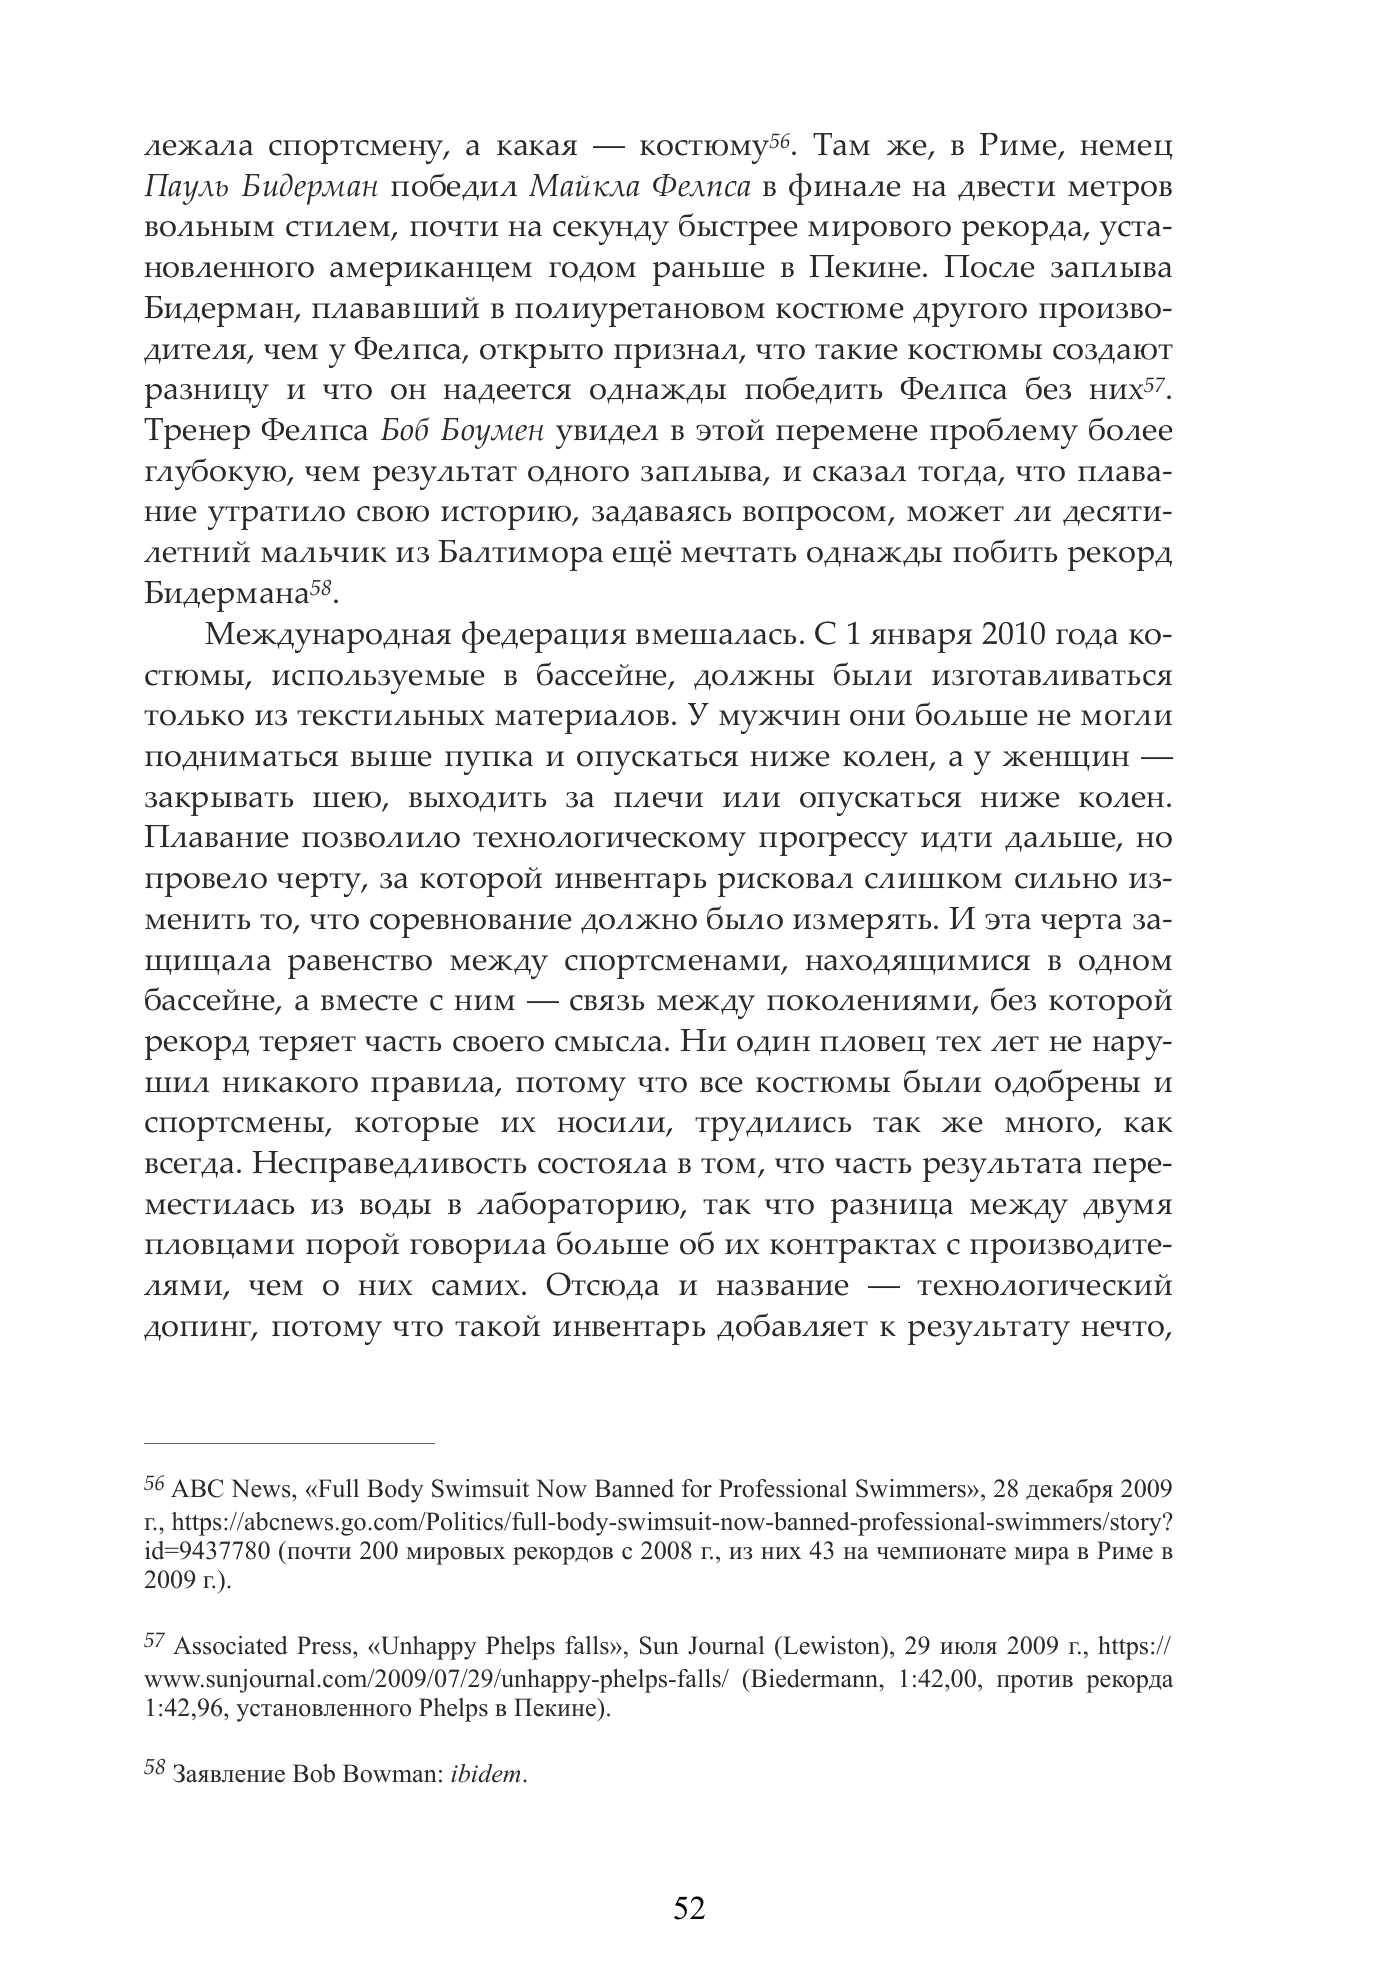 лежала спортсмену, а какая — костюму56. Там же, в Риме, немец
Пауль Бидерман победил Майкла Фелпса в финале на двести метров
вольным стилем, почти на секунду быстрее мирового рекорда, уста-
новленного американцем годом раньше в Пекине. После заплыва
Бидерман, плававший в полиуретановом костюме другого произво-
дителя, чем у Фелпса, открыто признал, что такие костюмы создают
разницу и что он надеется однажды победить Фелпса без них57.
Тренер Фелпса Боб Боумен увидел в этой перемене проблему более
глубокую, чем результат одного заплыва, и сказал тогда, что плава-
ние утратило свою историю, задаваясь вопросом, может ли десяти-
летний мальчик из Балтимора ещё мечтать однажды побить рекорд
Бидермана58.
Международная федерация вмешалась. С 1 января 2010 года ко-
стюмы, используемые в бассейне, должны были изготавливаться
только из текстильных материалов. У мужчин они больше не могли
подниматься выше пупка и опускаться ниже колен, а у женщин —
закрывать шею, выходить за плечи или опускаться ниже колен.
Плавание позволило технологическому прогрессу идти дальше, но
провело черту, за которой инвентарь рисковал слишком сильно из-
менить то, что соревнование должно было измерять. И эта черта за-
щищала равенство между спортсменами, находящимися в одном
бассейне, а вместе с ним — связь между поколениями, без которой
рекорд теряет часть своего смысла. Ни один пловец тех лет не нару-
шил никакого правила, потому что все костюмы были одобрены и
спортсмены, которые их носили, трудились так же много, как
всегда. Несправедливость состояла в том, что часть результата пере-
местилась из воды в лабораторию, так что разница между двумя
пловцами порой говорила больше об их контрактах с производите-
лями, чем о них самих. Отсюда и название — технологический
допинг, потому что такой инвентарь добавляет к результату нечто,
56 ABC News, «Full Body Swimsuit Now Banned for Professional Swimmers», 28 декабря 2009
г., https://abcnews.go.com/Politics/full-body-swimsuit-now-banned-professional-swimmers/story?
id=9437780 (почти 200 мировых рекордов с 2008 г., из них 43 на чемпионате мира в Риме в
2009 г.).
57 Associated Press, «Unhappy Phelps falls», Sun Journal (Lewiston), 29 июля 2009 г., https://
www.sunjournal.com/2009/07/29/unhappy-phelps-falls/ (Biedermann, 1:42,00, против рекорда
1:42,96, установленного Phelps в Пекине).
58 Заявление Bob Bowman: ibidem.
52